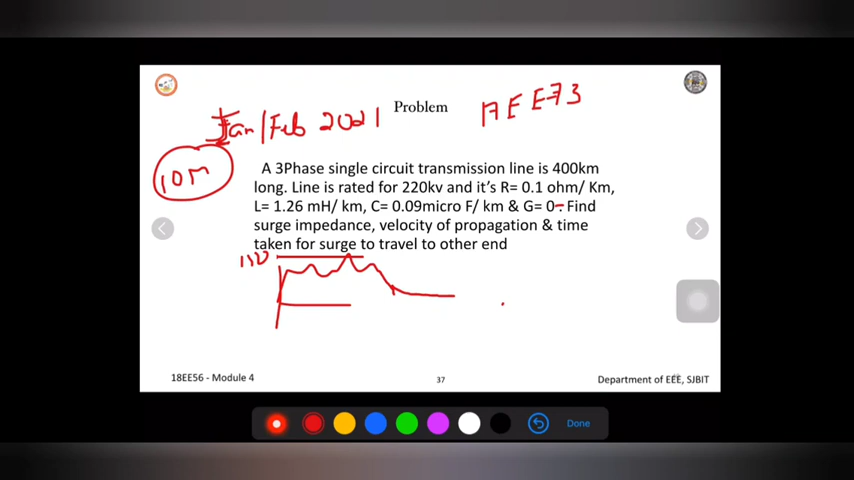 Problem
Jan/Feb 2021
17EE73
10M
A 3Phase single circuit transmission line is 400km
long. Line is rated for 220kv and it's R= 0.1 ohm/ Km,
L= 1.26 mH/ km, C= 0.09micro F/ km & G= 0 Find
surge impedance, velocity of propagation & time
taken for surge to travel to other end
18EE56 - Module 4
37
Department of EEE, SJBIT
Done